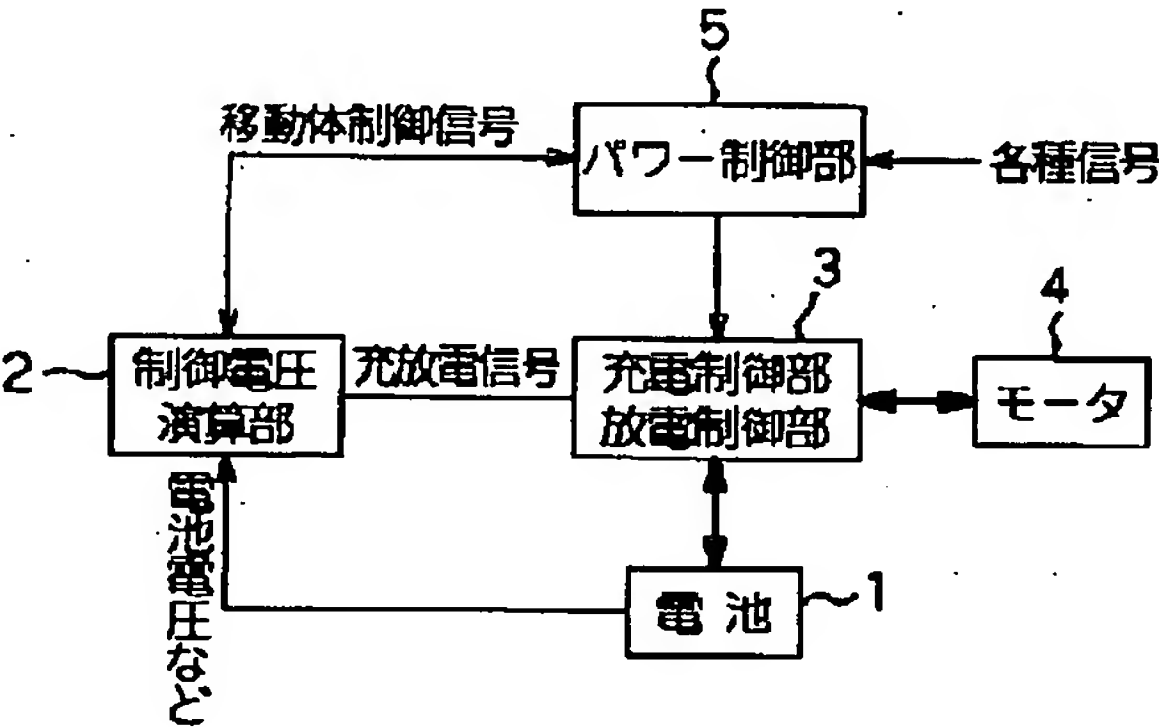 5
移動体制御信号
パワー制御部
各種信号
3
4
2
制御電圧
演算部
充放電信号
充電制御部
放電制御部
モータ
電池電圧など
電池
1